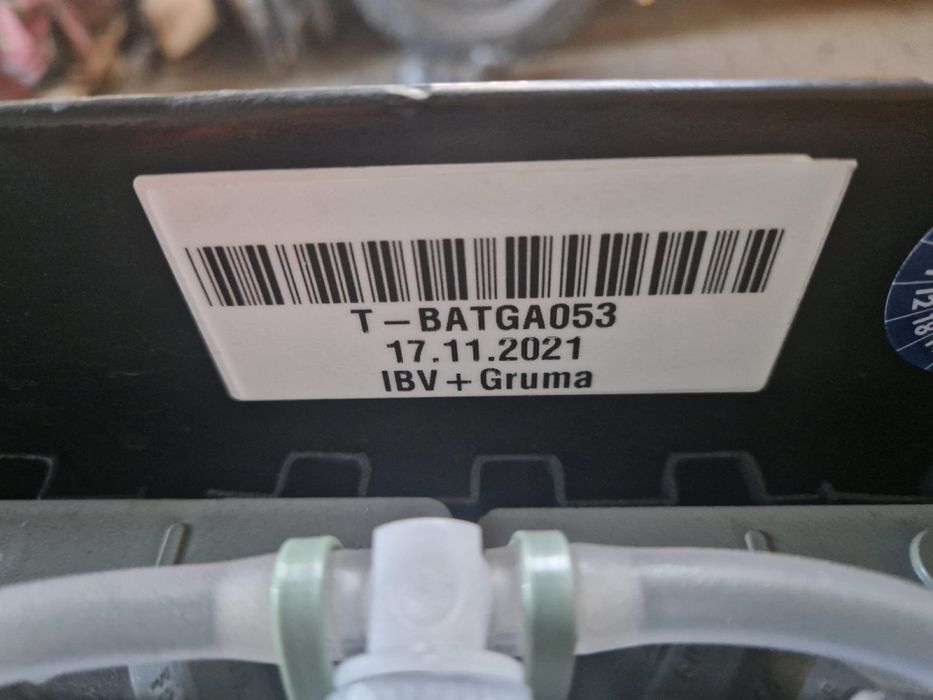 T-BATGA053
17.11.2021
IBV + Gruma